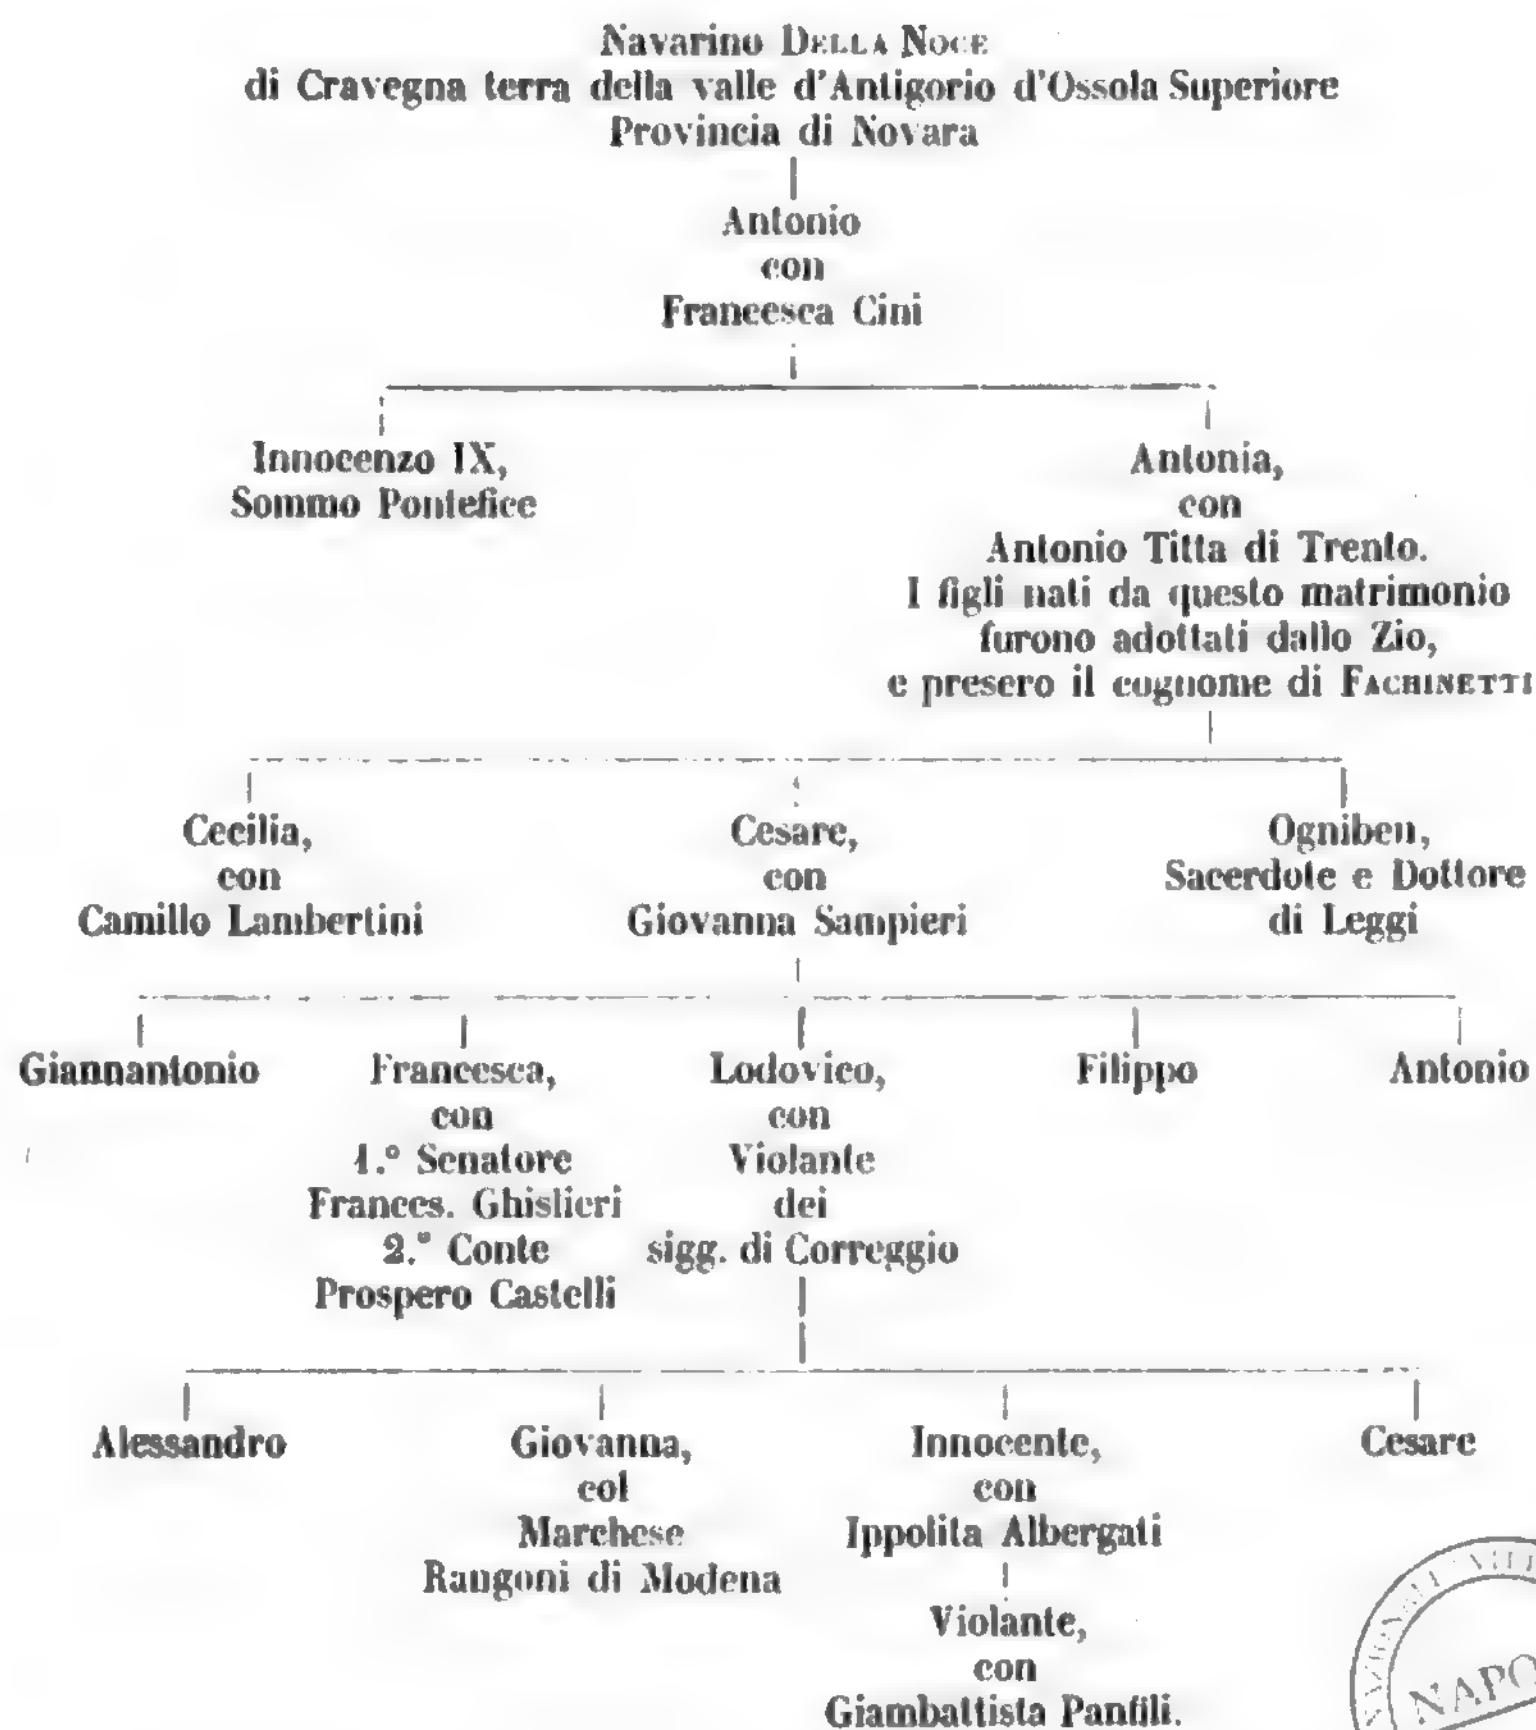 Navarino DELLA NOCE
di Cravegna terra della valle d'Antigorio d'Ossola Superiore
Provincia di Novara
Antonio
con
Francesca Cini
Innocenzo IX,
Sommo Pontefice
Antonia,
con
Antonio Titta di Trento.
I figli nati da questo matrimonio
furono adottati dallo Zio,
e presero il cognome di FACHINETTI
Cecilia,
con
Camillo Lambertini
Cesare,
con
Giovanna Sampieri
Ogniben,
Sacerdote e Dottore
di Leggi
Giannantonio
Francesca,
con
1.° Senatore
Frances. Ghislieri
2.° Conte
Prospero Castelli
Lodovico,
con
Violante
dei
sigg. di Correggio
Filippo
Antonio
Alessandro
Giovanna,
col
Marchese
Rangoni di Modena
Innocente,
con
Ippolita Albergati
Cesare
Violante,
con
Giambattista Panfili.
NAPO